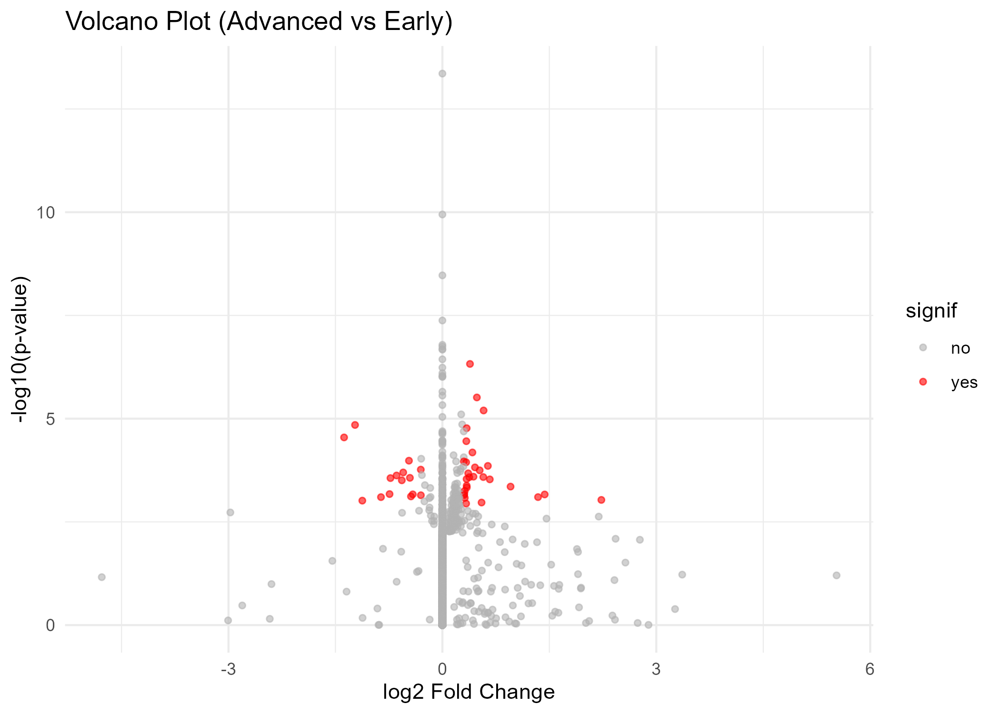 Volcano Plot (Advanced vs Early)
-log10(p-value)
10
5
0
-3
0
3
6
log2 Fold Change
signif
no
yes